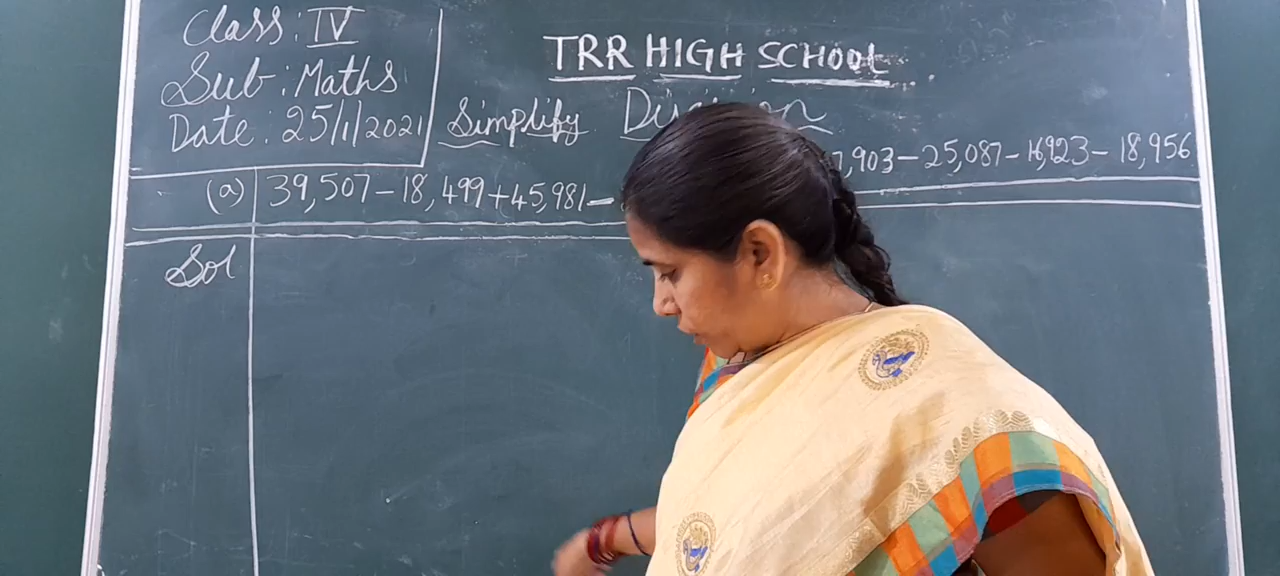 Class: IV
Sub: Maths
Date: 25/1/2021
TRR HIGH SCHOOL
Simplify
(a) 39,507-18,499+45,981-
7,903-25,087-16,923-18,956
Sol